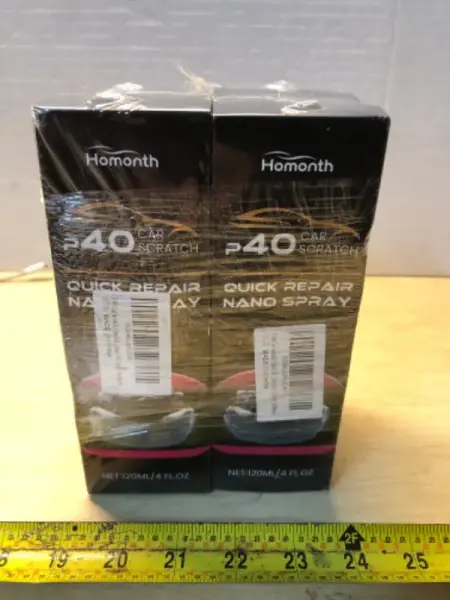 Homonth
P40 CAR
SCRATCH
QUICK REPAIR
NANO SPRAY
NET:120ML/4 FL OZ
Homonth
P40 CAR
SCRATCH
QUICK REPAIR
NANO SPRAY
NET:120ML/4 FL OZ
19 20 21 22 23 2F 24 25